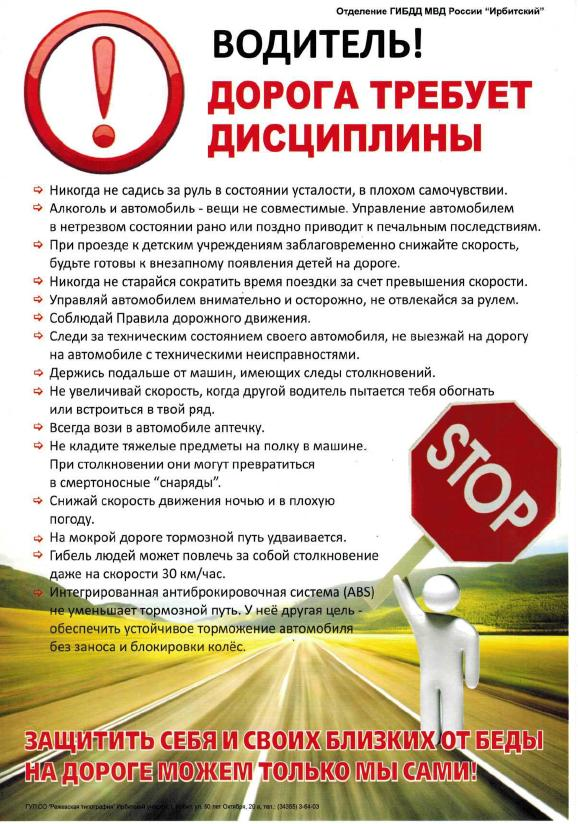 Отделение ГИБДД МВД России "Ирбитский"
ВОДИТЕЛЬ!
ДОРОГА ТРЕБУЕТ
ДИСЦИПЛИНЫ
Никогда не садись за руль в состоянии усталости, в плохом самочувствии.
Алкоголь и автомобиль - вещи не совместимые. Управление автомобилем
в нетрезвом состоянии рано или поздно приводит к печальным последствиям.
При проезде к детским учреждениям заблаговременно снижайте скорость,
будьте готовы к внезапному появления детей на дороге.
Никогда не старайся сократить время поездки за счет превышения скорости.
Управляй автомобилем внимательно и осторожно, не отвлекайся за рулем.
Соблюдай Правила дорожного движения.
Следи за техническим состоянием своего автомобиля, не выезжай на дорогу
на автомобиле с техническими неисправностями.
Держись подальше от машин, имеющих следы столкновений.
Не увеличивай скорость, когда другой водитель пытается тебя обогнать
или встроиться в твой ряд.
Всегда вози в автомобиле аптечку.
Не кладите тяжелые предметы на полку в машине.
При столкновении они могут превратиться
в смертоносные "снаряды".
Снижай скорость движения ночью и в плохую
погоду.
На мокрой дороге тормозной путь удваивается.
Гибель людей может повлечь за собой столкновение
даже на скорости 30 км/час.
Интегрированная антиброкировочная система (ABS)
не уменьшает тормозной путь. У неё другая цель -
обеспечить устойчивое торможение автомобиля
без заноса и блокировки колёс.
STOP
ЗАЩИТИТЬ СЕБЯ И СВОИХ БЛИЗКИХ ОТ БЕДЫ
НА ДОРОГЕ МОЖЕМ ТОЛЬКО МЫ САМИ!
ГУП СО "Режевская типография" Ирбитский участок, г. Ирбит, ул. 50 лет Октября, 20 а, тел.: (34355) 3-64-03